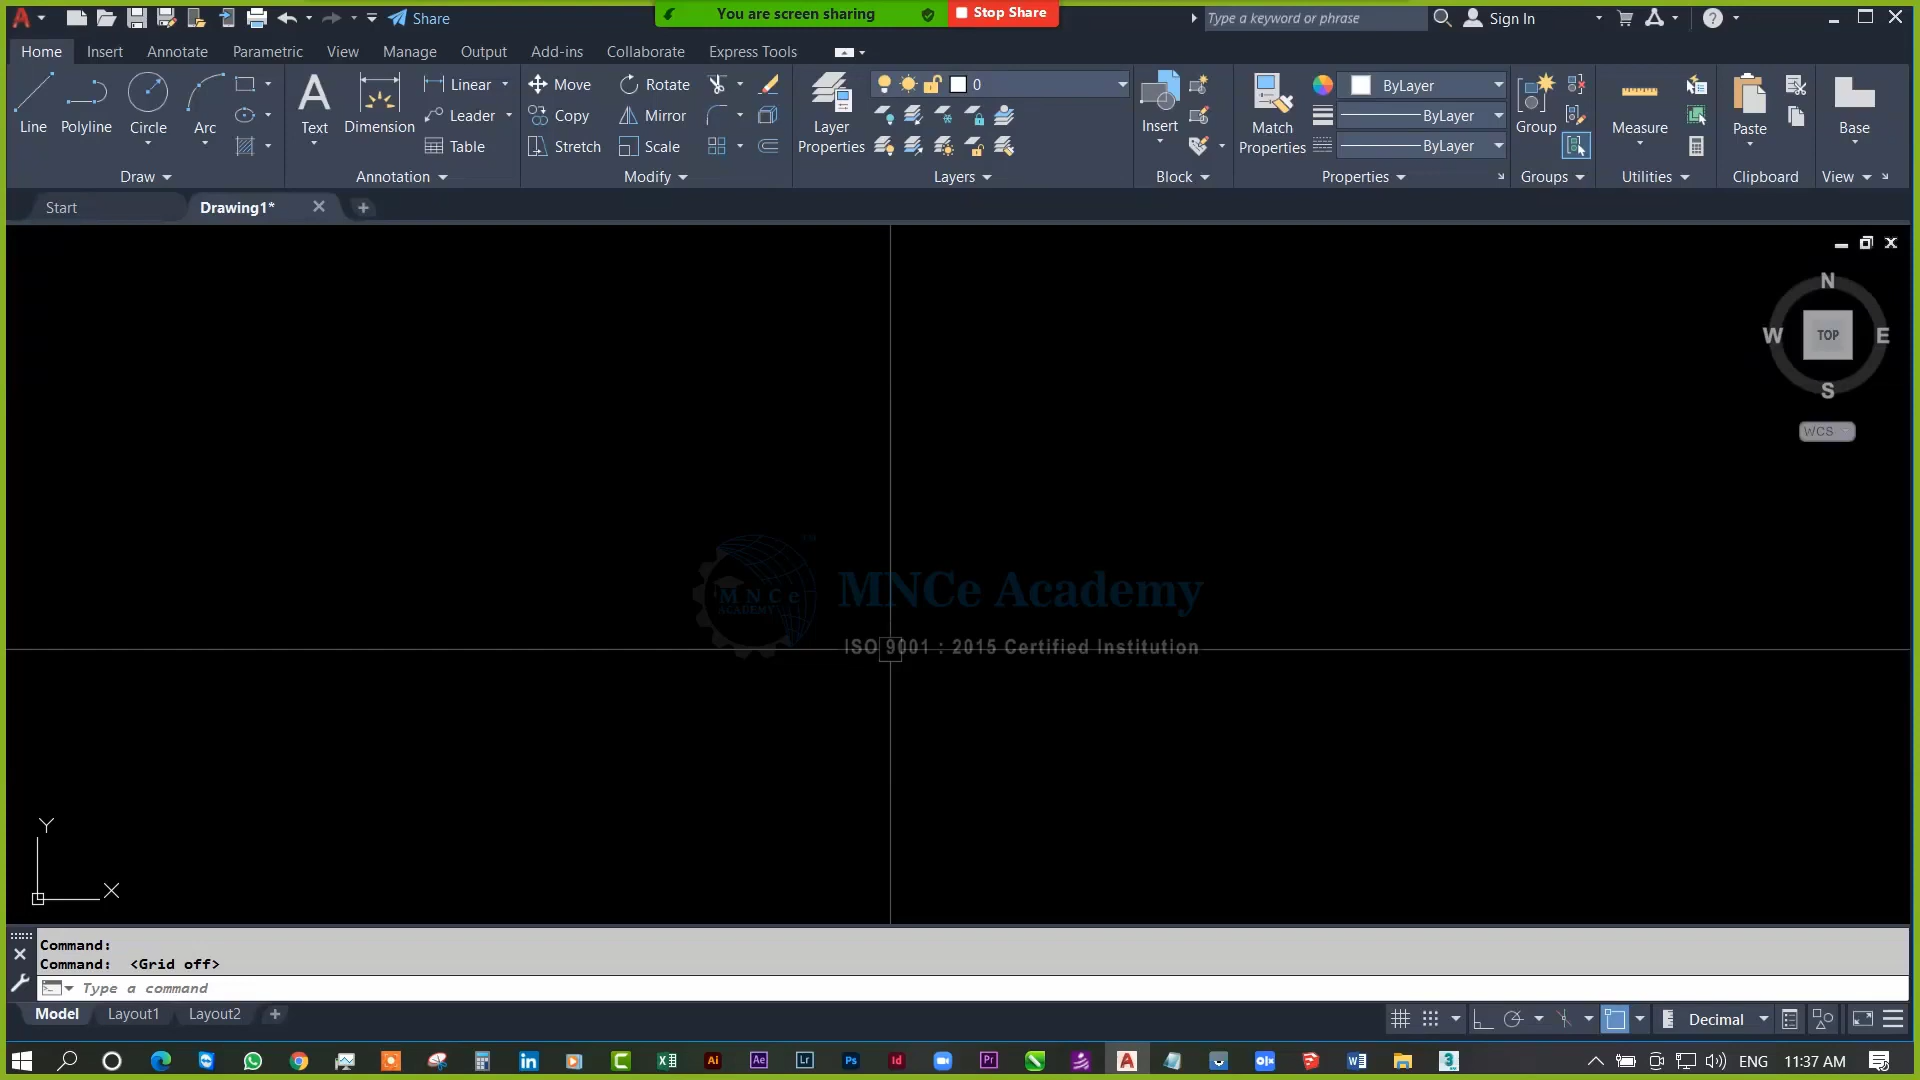 Share
You are screen sharing
Stop Share
Type a keyword or phrase
Sign In
Home
Insert
Annotate
Parametric
View
Manage
Output
Add-ins
Collaborate
Express Tools
Line
Polyline
Circle
Arc
Draw
Text
Dimension
Linear
Leader
Table
Annotation
Move
Rotate
Copy
Mirror
Stretch
Scale
Modify
Layer
Properties
0
Layers
Insert
Block
Match
Properties
ByLayer
ByLayer
ByLayer
Properties
Group
Groups
Measure
Utilities
Paste
Clipboard
Base
View
Start
Drawing1*
N
W
TOP
E
S
WCS
MNCe
ACADEMY
TM
MNCe Academy
ISO 9001 : 2015 Certified Institution
Y
X
Command:
Command: <Grid off>
Type a command
Model
Layout1
Layout2
Decimal
ENG
11:37 AM